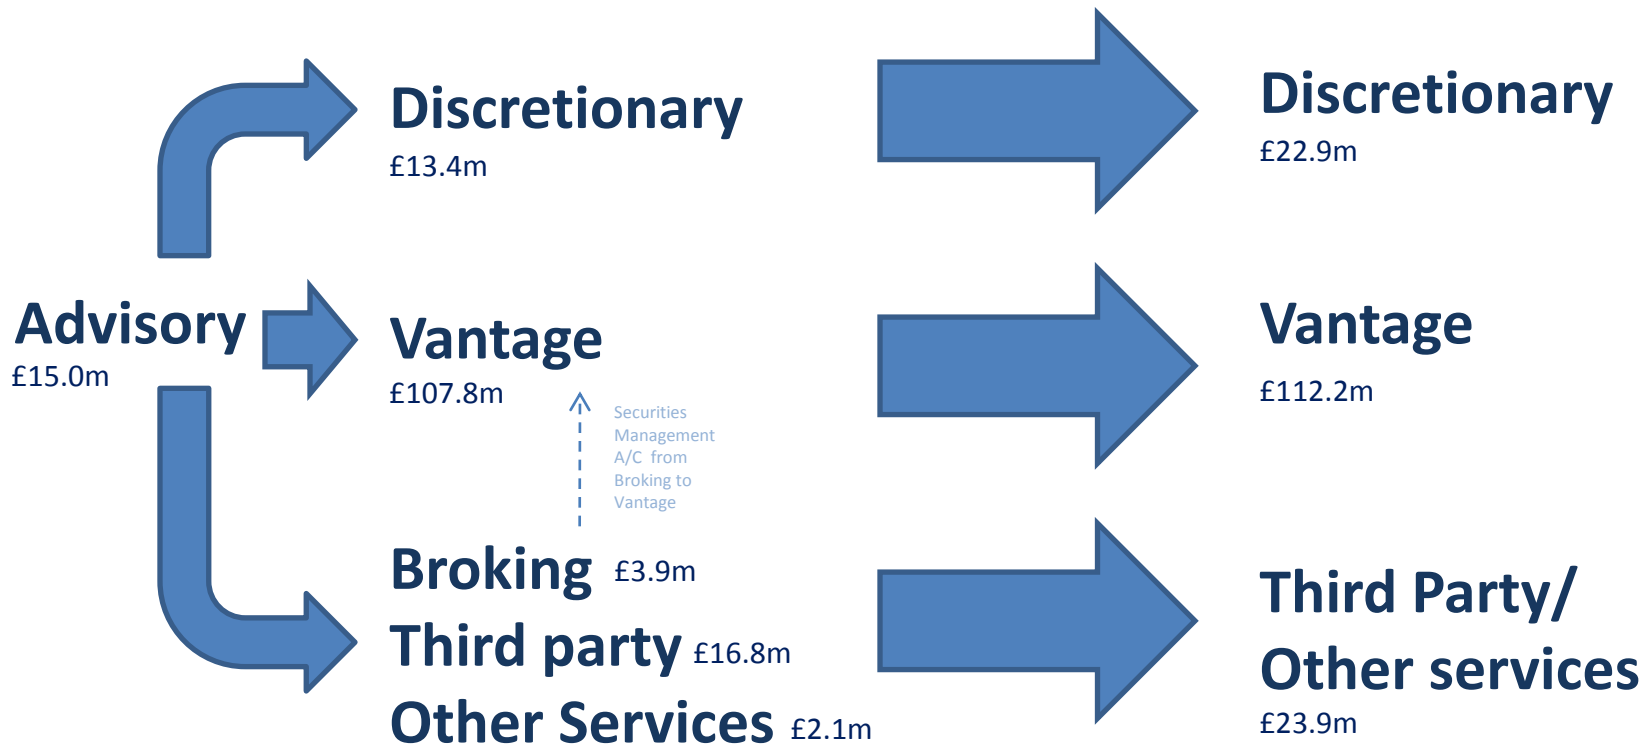 Advisory
£15.0m
Discretionary
£13.4m
Vantage
£107.8m
Securities
Management
A/C from
Broking to
Vantage
Broking £3.9m
Third party £16.8m
Other Services £2.1m
Discretionary
£22.9m
Vantage
£112.2m
Third Party/
Other services
£23.9m